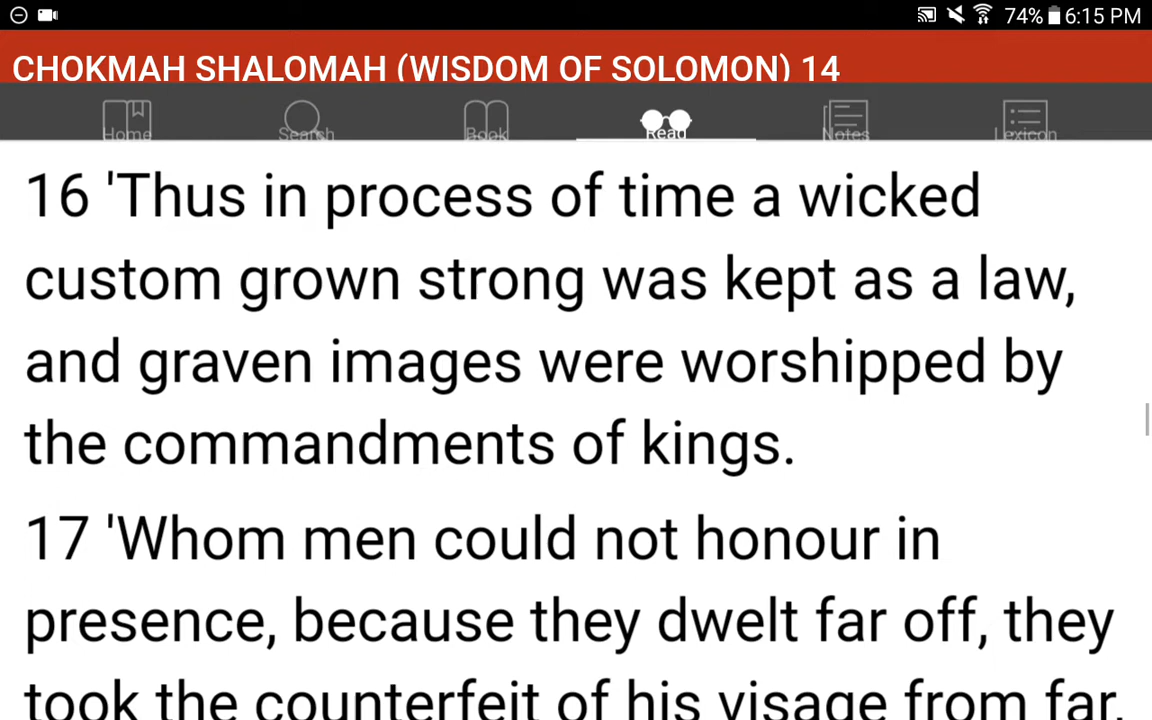 74% 6:15 PM
CHOKMAH SHALOMAH (WISDOM OF SOLOMON) 14
Home Search Book Read Notes Lexicon
16 'Thus in process of time a wicked
custom grown strong was kept as a law,
and graven images were worshipped by
the commandments of kings.
17 'Whom men could not honour in
presence, because they dwelt far off, they
took the counterfeit of his visage from far,